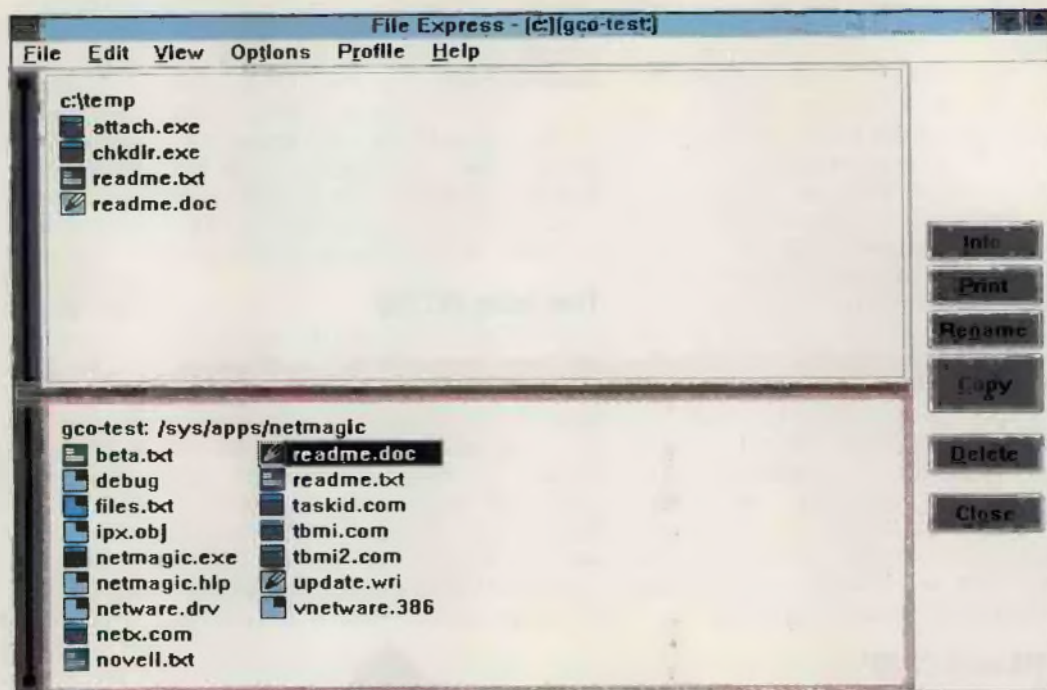 File Express - [c:][gco-test:]
File Edit View Options Profile Help
c:\temp
attach.exe
chkdlr.exe
readme.txt
readme.doc
Info
Print
Rename
Copy
Delete
Close
gco-test: /sys/apps/netmagic
beta.txt
debug
files.txt
ipx.obj
netmagic.exe
netmagic.hlp
netware.drv
netx.com
novell.txt
readme.doc
readme.txt
taskid.com
tbmi.com
tbmi2.com
update.wri
vnetware.386